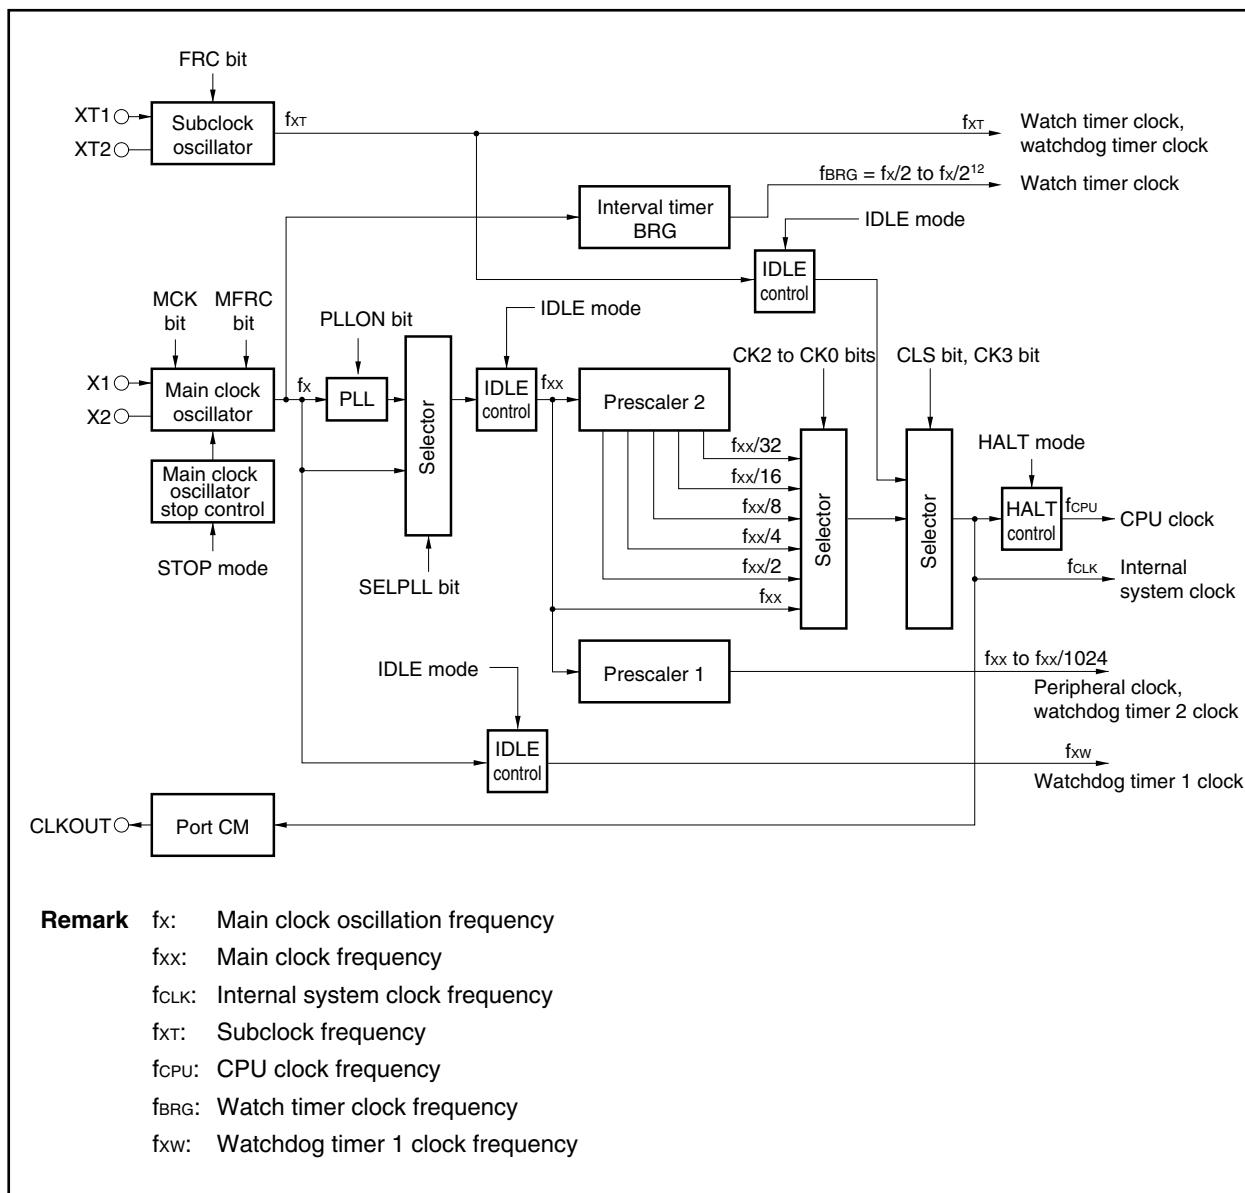 FRC bit
XT1
XT2
Subclock
oscillator
fXT
fXT
Watch timer clock,
watchdog timer clock
fBRG = fX/2 to fX/2¹²
Watch timer clock
Interval timer
BRG
IDLE mode
IDLE
control
MCK
bit
MFRC
bit
PLLON bit
IDLE mode
X1
X2
Main clock
oscillator
fX
PLL
Selector
IDLE
control
fXX
Prescaler 2
CK2 to CK0 bits
CLS bit, CK3 bit
Main clock
oscillator
stop control
STOP mode
SELPLL bit
fXX/32
fXX/16
fXX/8
fXX/4
fXX/2
fXX
Selector
Selector
HALT mode
HALT
control
fCPU
CPU clock
fCLK
Internal
system clock
Prescaler 1
fXX to fXX/1024
Peripheral clock,
watchdog timer 2 clock
IDLE mode
IDLE
control
fXW
Watchdog timer 1 clock
CLKOUT
Port CM
Remark fX: Main clock oscillation frequency
fXX: Main clock frequency
fCLK: Internal system clock frequency
fXT: Subclock frequency
fCPU: CPU clock frequency
fBRG: Watch timer clock frequency
fXW: Watchdog timer 1 clock frequency